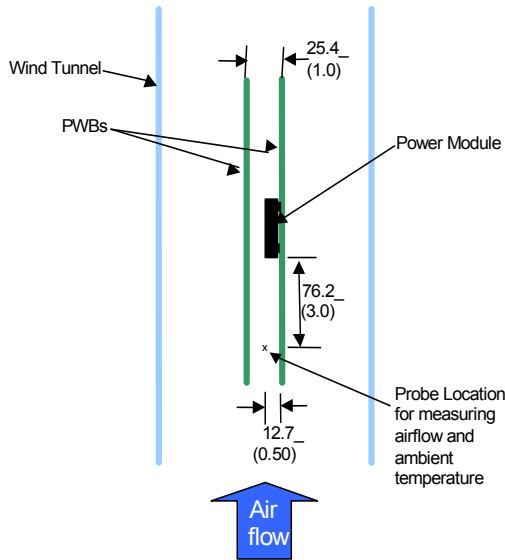 25.4_
(1.0)
Wind Tunnel
PWBs
Power Module
76.2_
(3.0)
x
Probe Location
for measuring
airflow and
ambient
temperature
12.7_
(0.50)
Air
flow